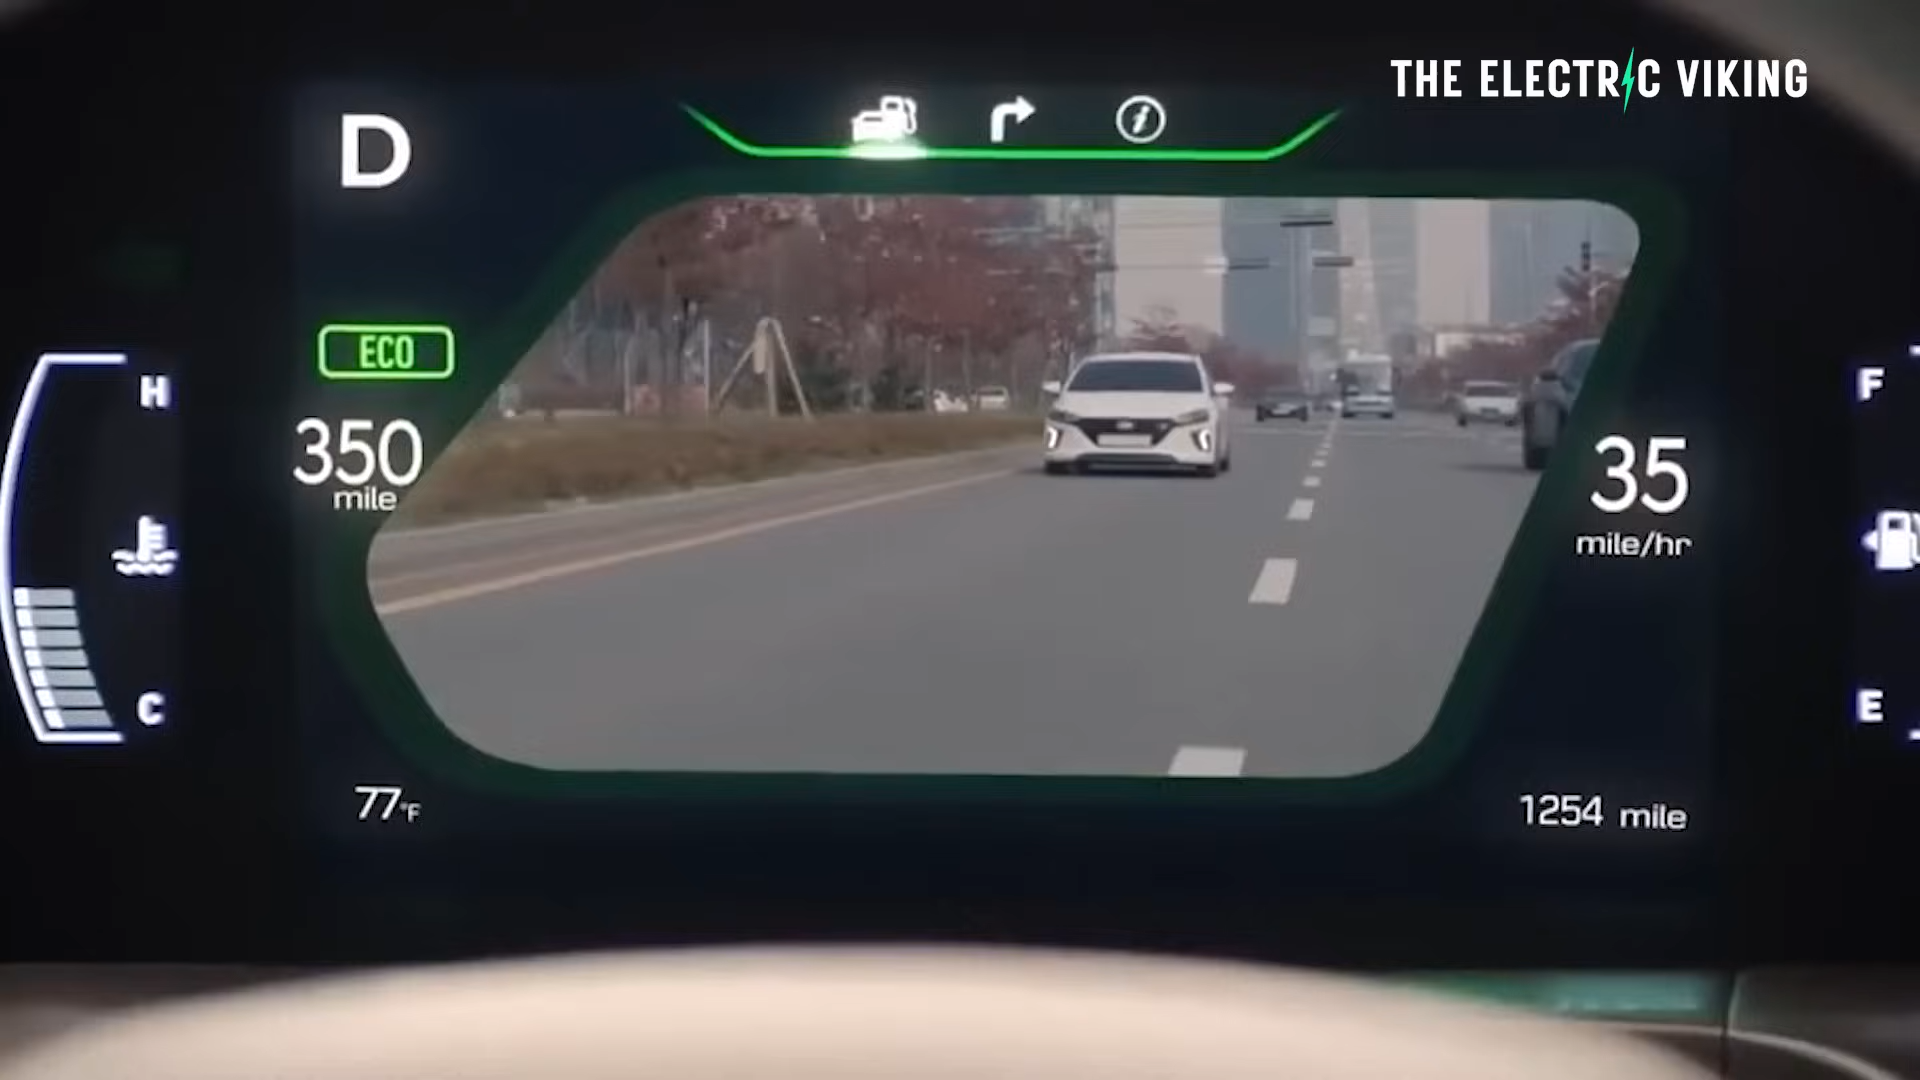 THE ELECTRIC VIKING
D
ECO
H
F
350
mile
35
mile/hr
C
E
77°F
1254 mile